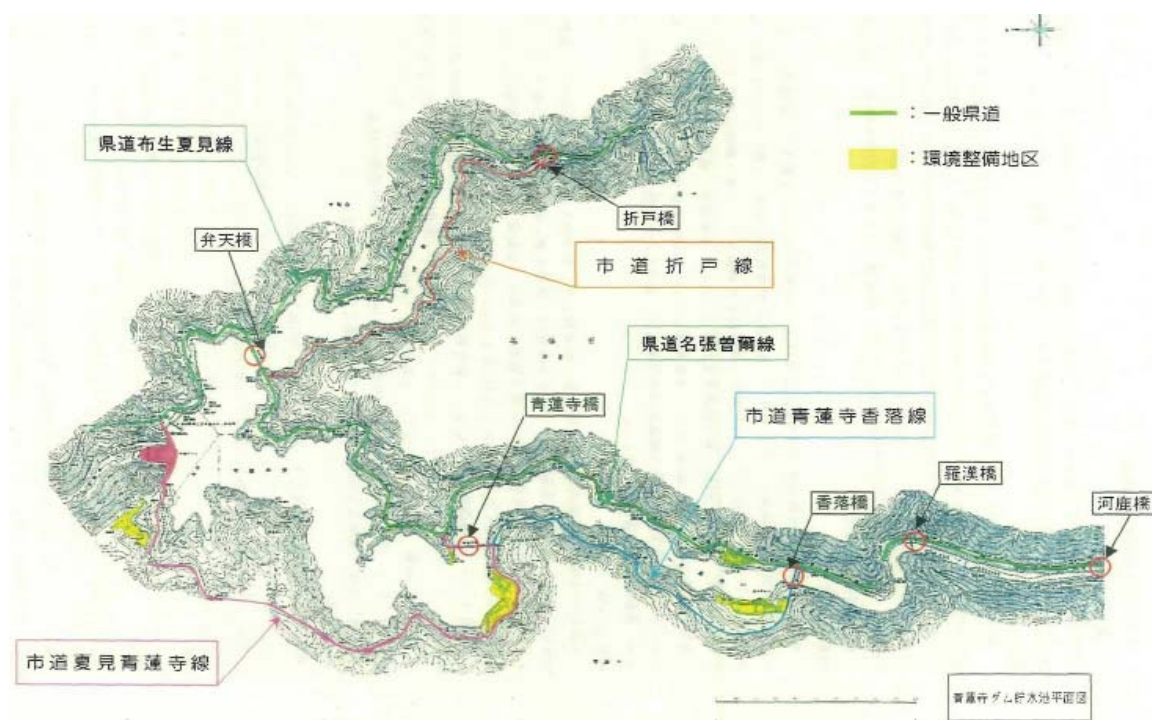 ：一般県道
：環境整備地区
県道布生夏見線
弁天橋
折戸橋
市道折戸線
県道名張曽爾線
青蓮寺橋
市道青蓮寺香落線
羅漢橋
香落橋
河鹿橋
市道夏見青蓮寺線
青蓮寺ダム貯水池平面図